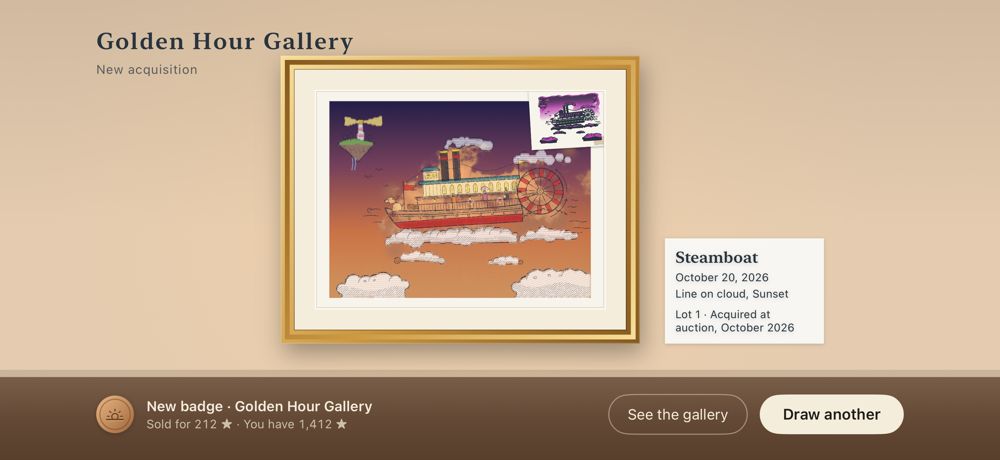 Golden Hour Gallery
New acquisition
Steamboat
October 20, 2026
Line on cloud, Sunset
Lot 1 · Acquired at
auction, October 2026
New badge · Golden Hour Gallery
Sold for 212 ★ · You have 1,412 ★
See the gallery
Draw another